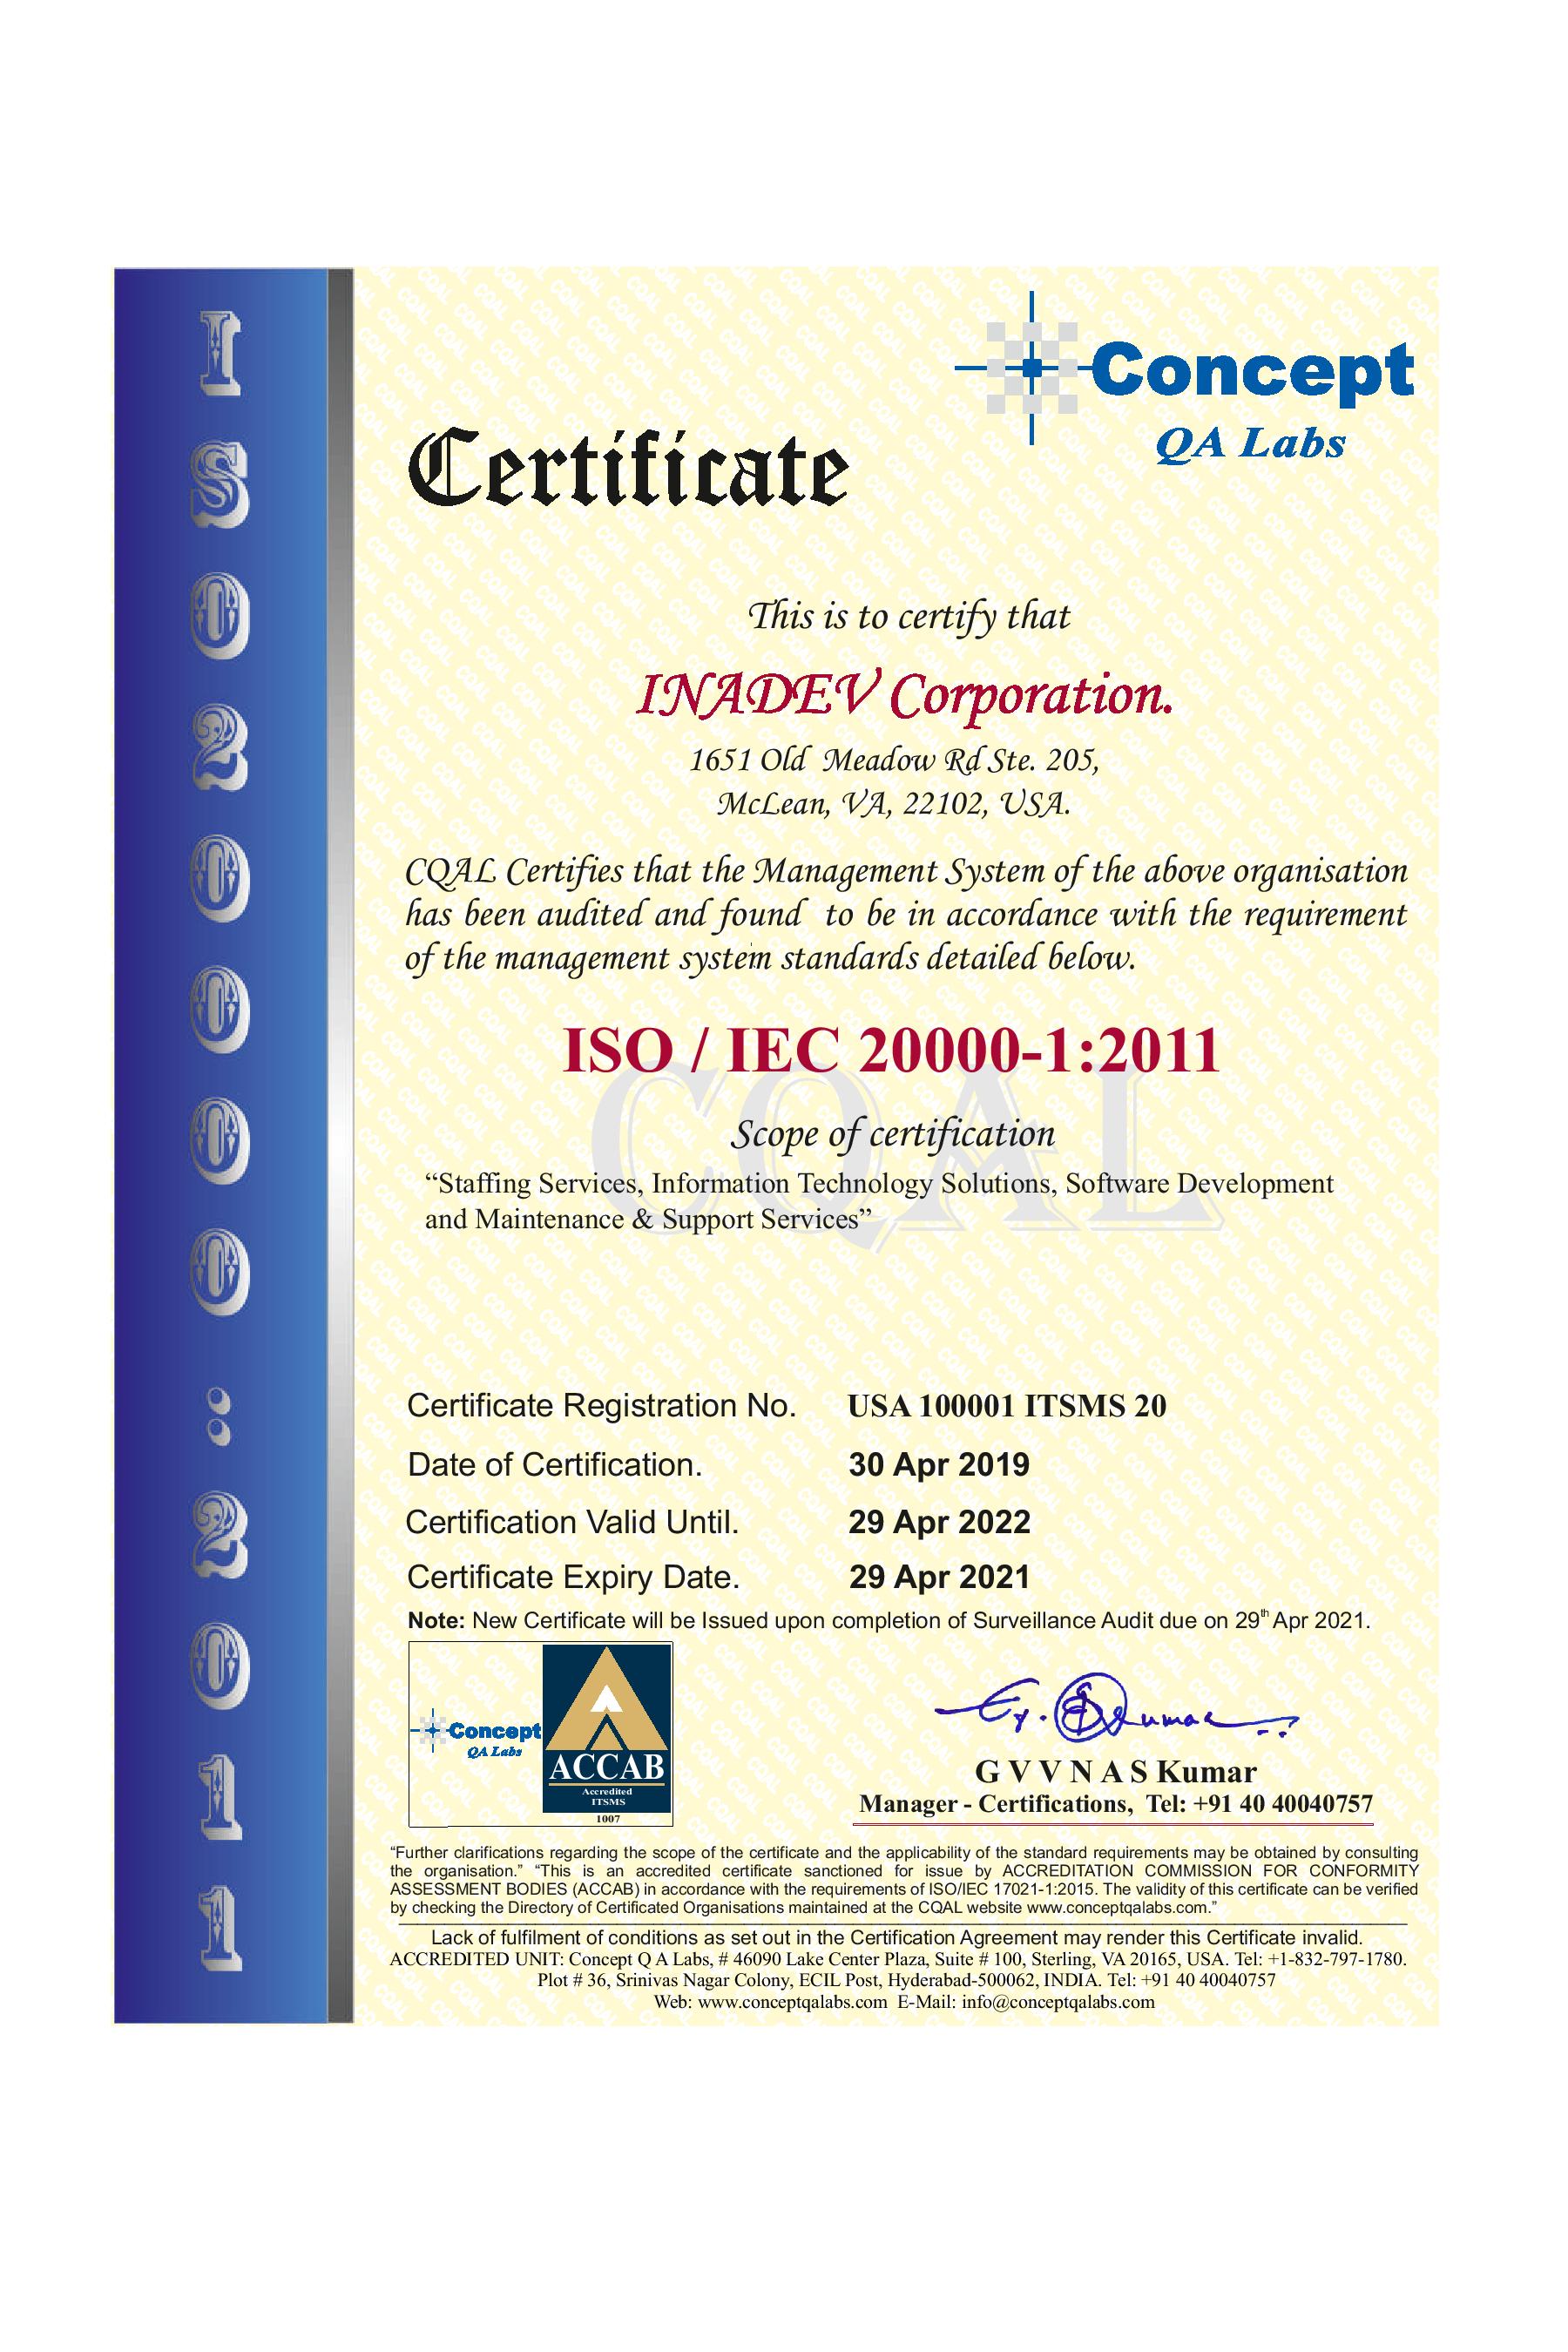 ISO20000:2011
Concept
QA Labs
Certificate
This is to certify that
INADEV Corporation.
1651 Old Meadow Rd Ste. 205,
McLean, VA, 22102, USA.
CQAL Certifies that the Management System of the above organisation
has been audited and found to be in accordance with the requirement
of the management system standards detailed below.
ISO / IEC 20000-1:2011
CQAL
Scope of certification
“Staffing Services, Information Technology Solutions, Software Development
and Maintenance & Support Services”
Certificate Registration No. USA 100001 ITSMS 20
Date of Certification. 30 Apr 2019
Certification Valid Until. 29 Apr 2022
Certificate Expiry Date. 29 Apr 2021
Note: New Certificate will be Issued upon completion of Surveillance Audit due on 29th Apr 2021.
Concept
QA Labs
ACCAB
Accredited
ITSMS
1007
G V V N A S Kumar
Manager - Certifications, Tel: +91 40 40040757
“Further clarifications regarding the scope of the certificate and the applicability of the standard requirements may be obtained by consulting
the organisation.” “This is an accredited certificate sanctioned for issue by ACCREDITATION COMMISSION FOR CONFORMITY
ASSESSMENT BODIES (ACCAB) in accordance with the requirements of ISO/IEC 17021-1:2015. The validity of this certificate can be verified
by checking the Directory of Certificated Organisations maintained at the CQAL website www.conceptqalabs.com.”
Lack of fulfilment of conditions as set out in the Certification Agreement may render this Certificate invalid.
ACCREDITED UNIT: Concept Q A Labs, # 46090 Lake Center Plaza, Suite # 100, Sterling, VA 20165, USA. Tel: +1-832-797-1780.
Plot # 36, Srinivas Nagar Colony, ECIL Post, Hyderabad-500062, INDIA. Tel: +91 40 40040757
Web: www.conceptqalabs.com E-Mail: info@conceptqalabs.com